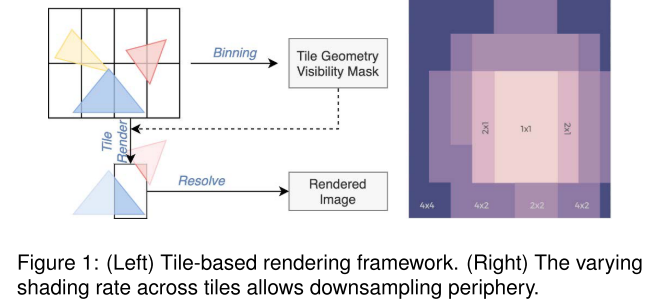 Binning
Tile Geometry
Visibility Mask
Tile
Render
Resolve
Rendered
Image
2x1
1x1
2x1
4x4
4x2
2x2
4x2
Figure 1: (Left) Tile-based rendering framework. (Right) The varying
shading rate across tiles allows downsampling periphery.